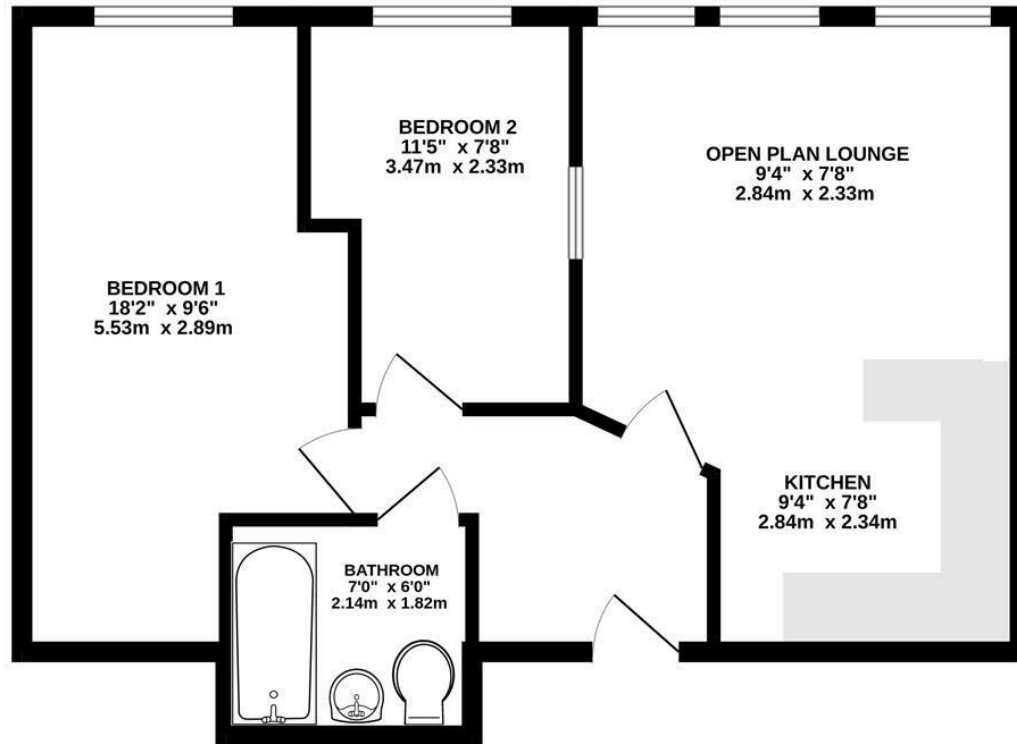 BEDROOM 1
18'2" x 9'6"
5.53m x 2.89m
BEDROOM 2
11'5" x 7'8"
3.47m x 2.33m
OPEN PLAN LOUNGE
9'4" x 7'8"
2.84m x 2.33m
KITCHEN
9'4" x 7'8"
2.84m x 2.34m
BATHROOM
7'0" x 6'0"
2.14m x 1.82m